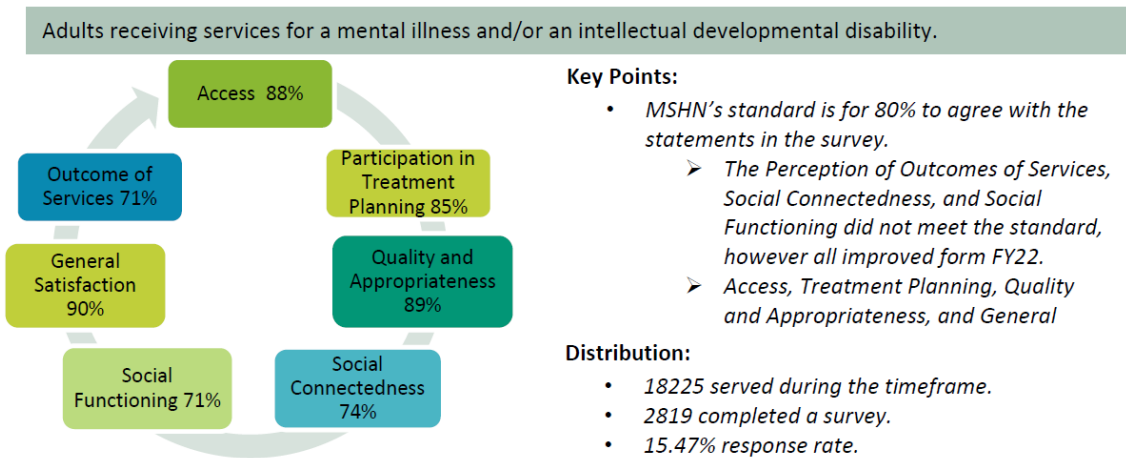 Adults receiving services for a mental illness and/or an intellectual developmental disability.
Access 88%
Participation in
Treatment
Planning 85%
Quality and
Appropriateness
89%
Social
Connectedness
74%
Social
Functioning 71%
General
Satisfaction
90%
Outcome of
Services 71%
Key Points:
• MSHN's standard is for 80% to agree with the
statements in the survey.
➢ The Perception of Outcomes of Services,
Social Connectedness, and Social
Functioning did not meet the standard,
however all improved form FY22.
➢ Access, Treatment Planning, Quality
and Appropriateness, and General
Distribution:
• 18225 served during the timeframe.
• 2819 completed a survey.
• 15.47% response rate.